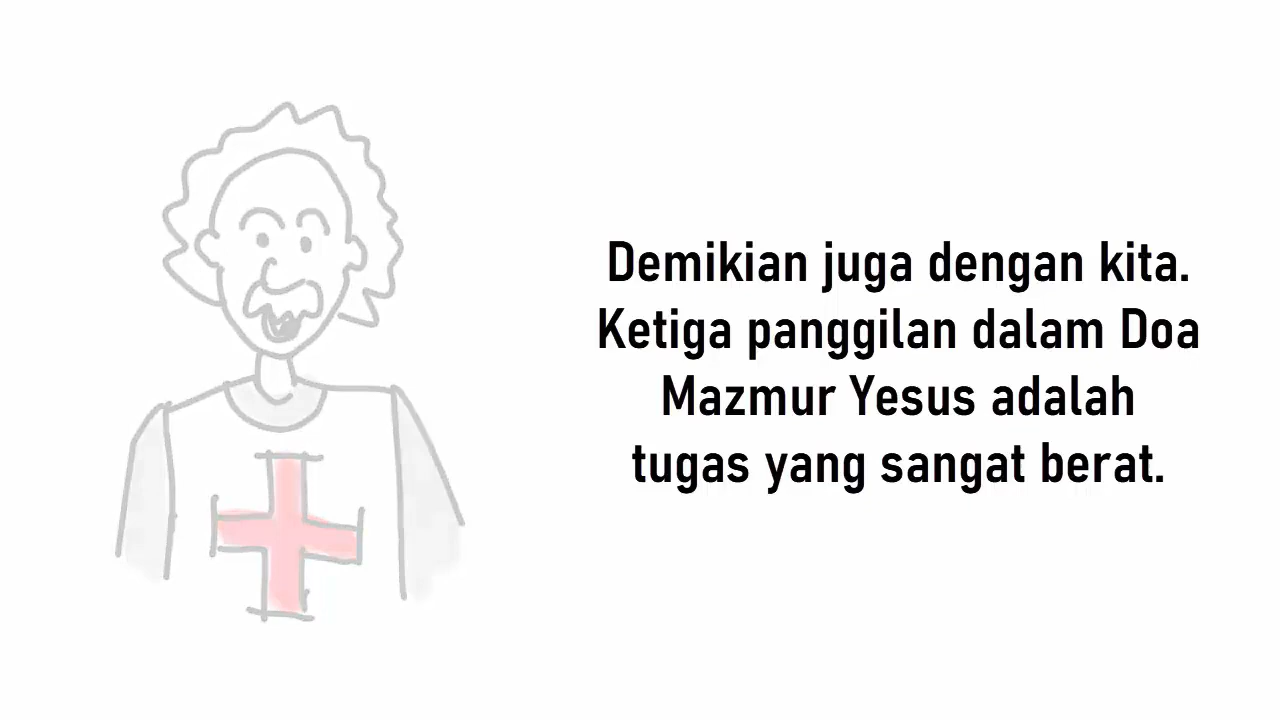 Demikian juga dengan kita.
Ketiga panggilan dalam Doa
Mazmur Yesus adalah
tugas yang sangat berat.